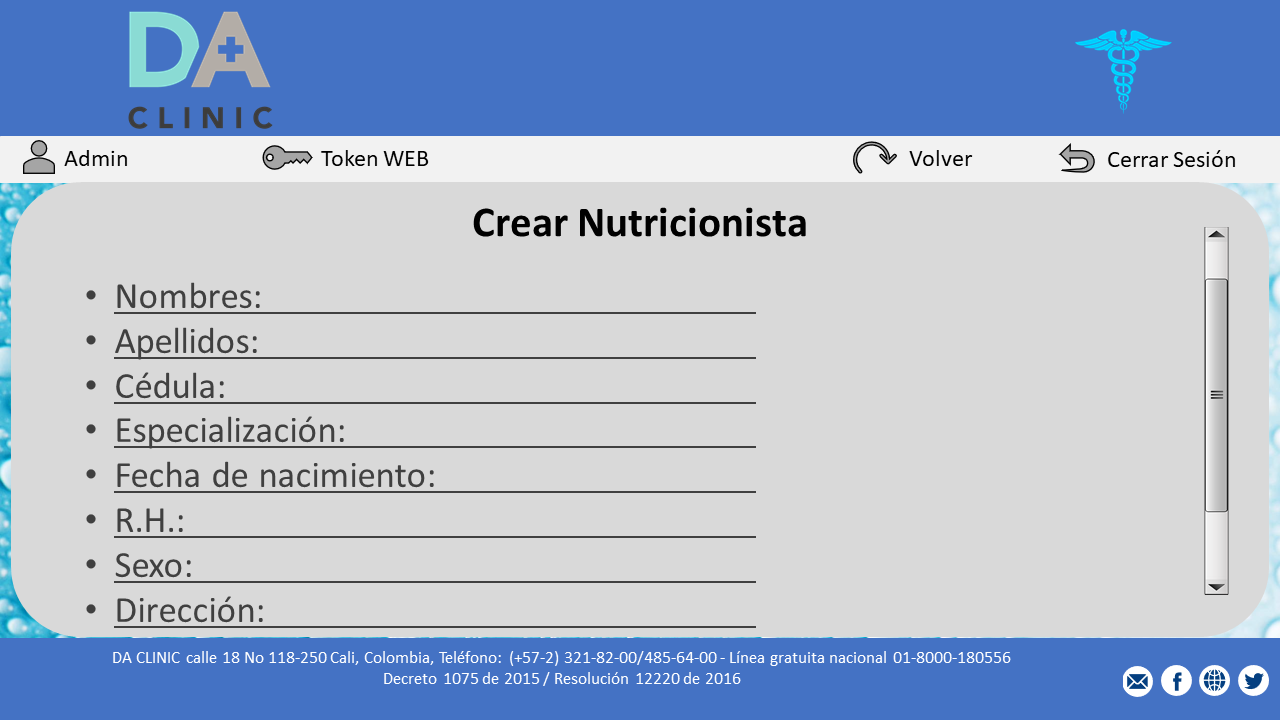 DA
CLINIC
Admin
Token WEB
Volver
Cerrar Sesión
Crear Nutricionista
• Nombres:
• Apellidos:
• Cédula:
• Especialización:
• Fecha de nacimiento:
• R.H.:
• Sexo:
• Dirección:
DA CLINIC calle 18 No 118-250 Cali, Colombia, Teléfono: (+57-2) 321-82-00/485-64-00 - Línea gratuita nacional 01-8000-180556
Decreto 1075 de 2015 / Resolución 12220 de 2016